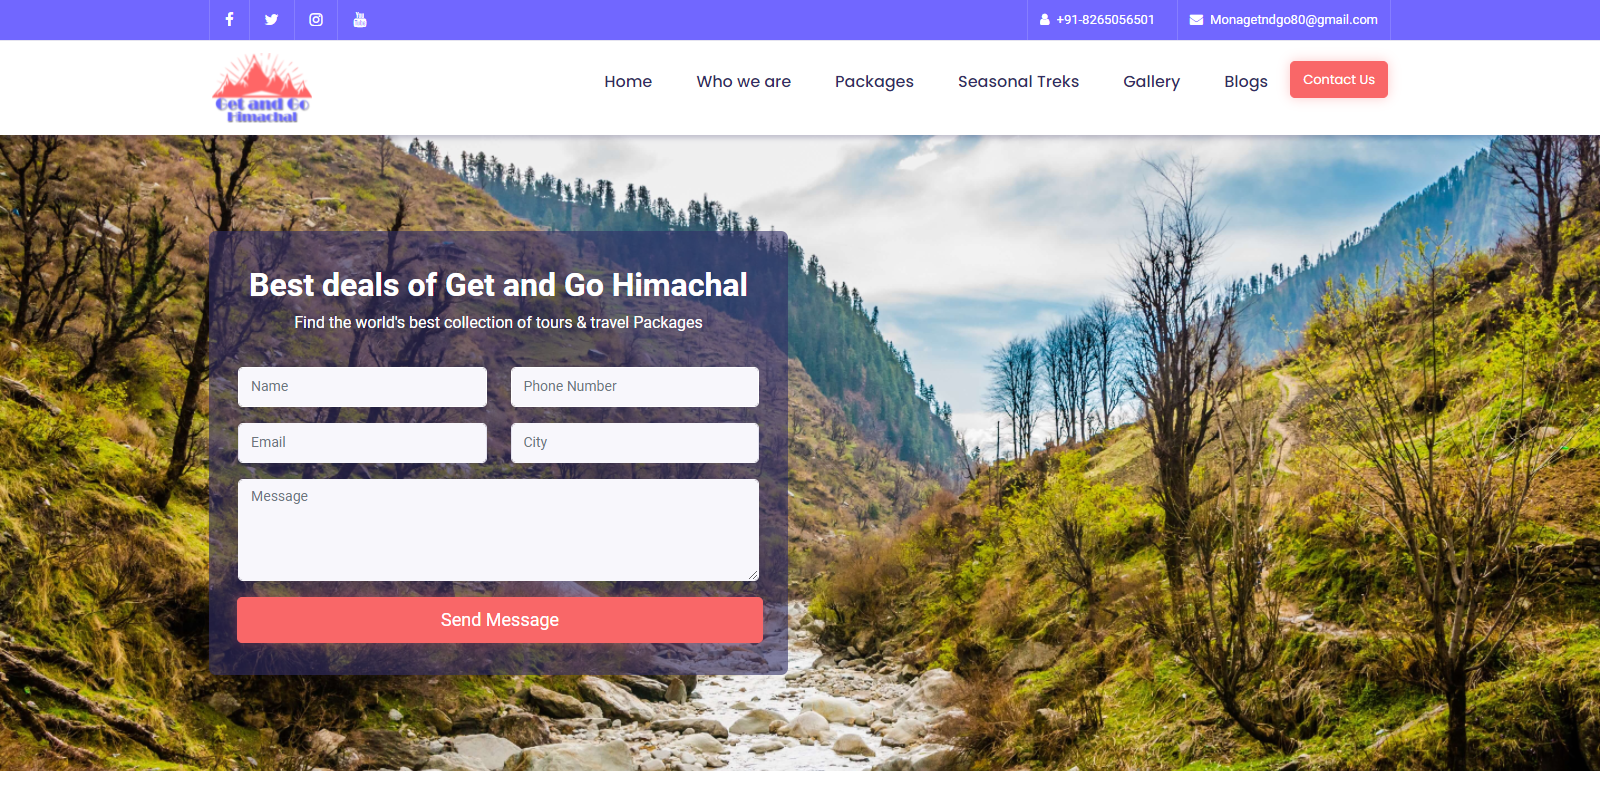 +91-8265056501
Monagetndgo80@gmail.com
Get and Go
Himachal
Home
Who we are
Packages
Seasonal Treks
Gallery
Blogs
Contact Us
Best deals of Get and Go Himachal
Find the world's best collection of tours & travel Packages
Name
Phone Number
Email
City
Message
Send Message